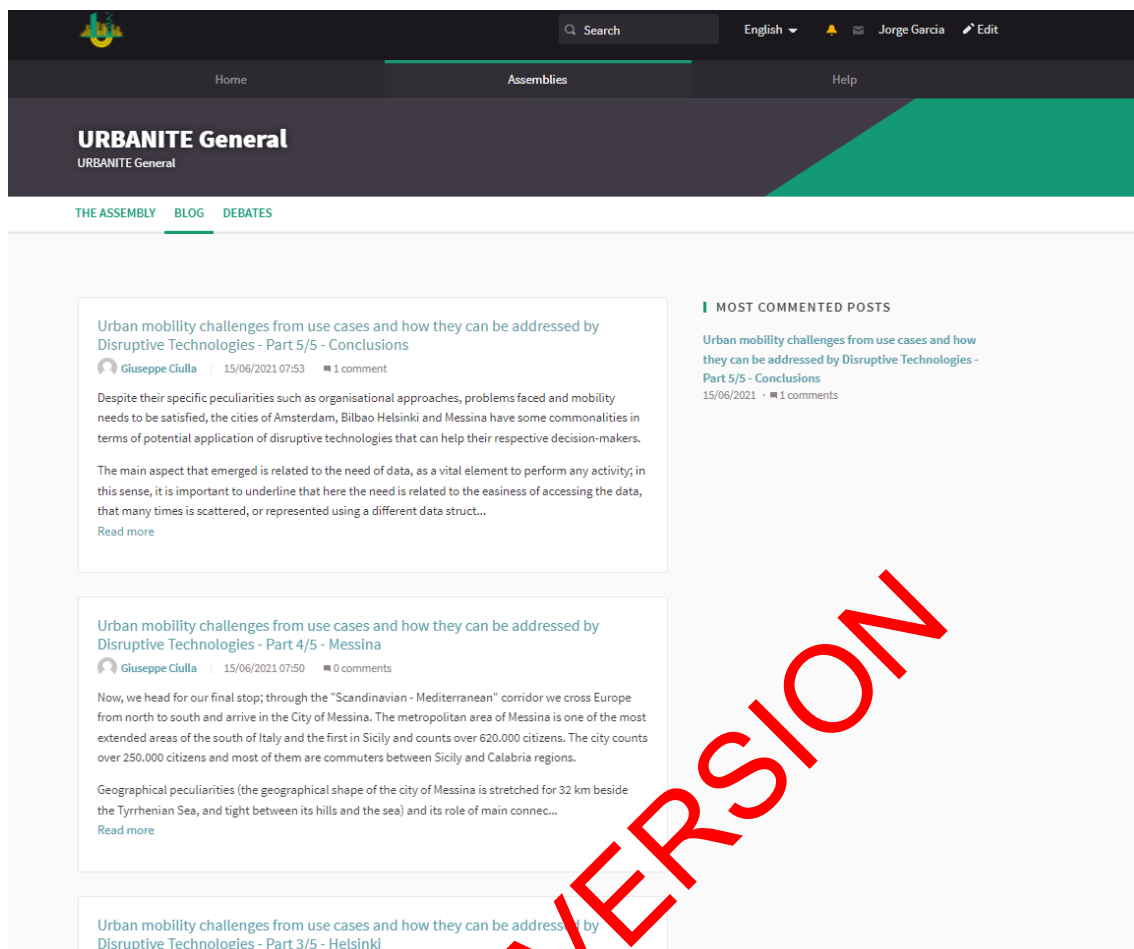 Search
English
Jorge Garcia
Edit
Home
Assemblies
Help
URBANITE General
URBANITE General
THE ASSEMBLY
BLOG
DEBATES
Urban mobility challenges from use cases and how they can be addressed by
Disruptive Technologies - Part 5/5 - Conclusions
Giuseppe Ciulla | 15/06/2021 07:53 1 comment
Despite their specific peculiarities such as organisational approaches, problems faced and mobility
needs to be satisfied, the cities of Amsterdam, Bilbao Helsinki and Messina have some commonalities in
terms of potential application of disruptive technologies that can help their respective decision-makers.
The main aspect that emerged is related to the need of data, as a vital element to perform any activity; in
this sense, it is important to underline that here the need is related to the easiness of accessing the data,
that many times is scattered, or represented using a different data struct...
Read more
MOST COMMENTED POSTS
Urban mobility challenges from use cases and how
they can be addressed by Disruptive Technologies -
Part 5/5 - Conclusions
15/06/2021 · 1 comments
Urban mobility challenges from use cases and how they can be addressed by
Disruptive Technologies - Part 4/5 - Messina
Giuseppe Ciulla | 15/06/2021 07:50 0 comments
Now, we head for our final stop; through the "Scandinavian - Mediterranean" corridor we cross Europe
from north to south and arrive in the City of Messina. The metropolitan area of Messina is one of the most
extended areas of the south of Italy and the first in Sicily and counts over 620.000 citizens. The city counts
over 250.000 citizens and most of them are commuters between Sicily and Calabria regions.
Geographical peculiarities (the geographical shape of the city of Messina is stretched for 32 km beside
the Tyrrhenian Sea, and tight between its hills and the sea) and its role of main connec...
Read more
Urban mobility challenges from use cases and how they can be addressed by
Disruptive Technologies - Part 3/5 - Helsinki
VERSION